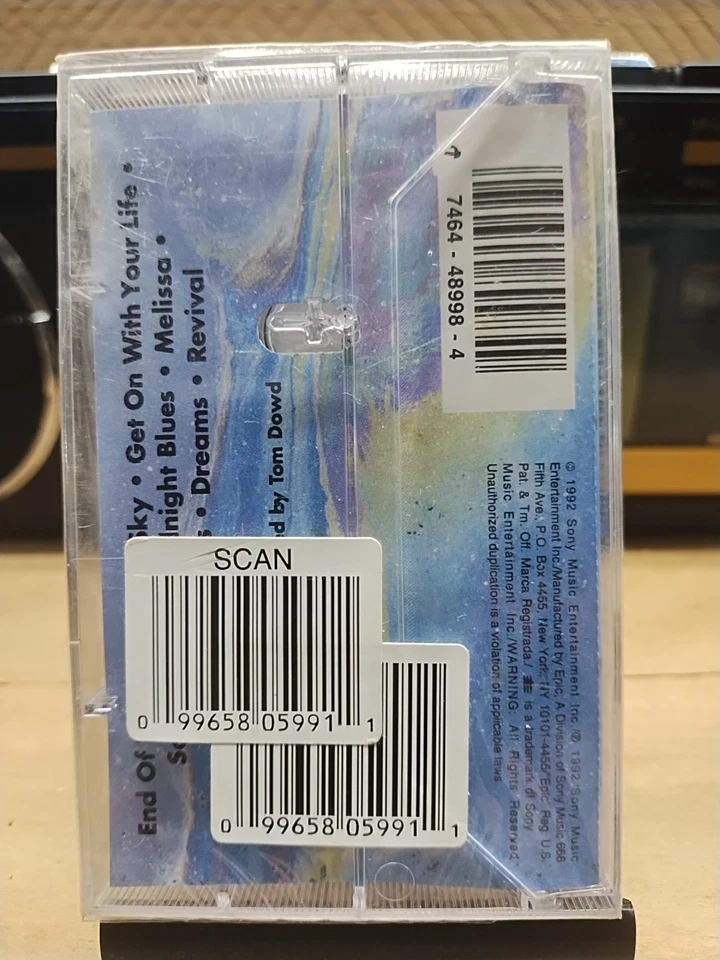 End Of Sky • Get On With Your Life •
So night Blues • Melissa •
s • Dreams • Revival
ed by Tom Dowd
7464 - 48998 - 4
© 1992 Sony Music Entertainment Inc./℗ 1992 Sony Music
Entertainment Inc./Manufactured by Epic, A Division of Sony Music/666
Fifth Ave., P.O. Box 4455, New York, NY 10101-4455/"Epic" Reg. U.S.
Pat. & Tm. Off. Marca Registrada./ is a trademark of Sony
Music Entertainment Inc./WARNING: All Rights Reserved.
Unauthorized duplication is a violation of applicable laws.
SCAN
0 99658 05991 1
0 99658 05991 1